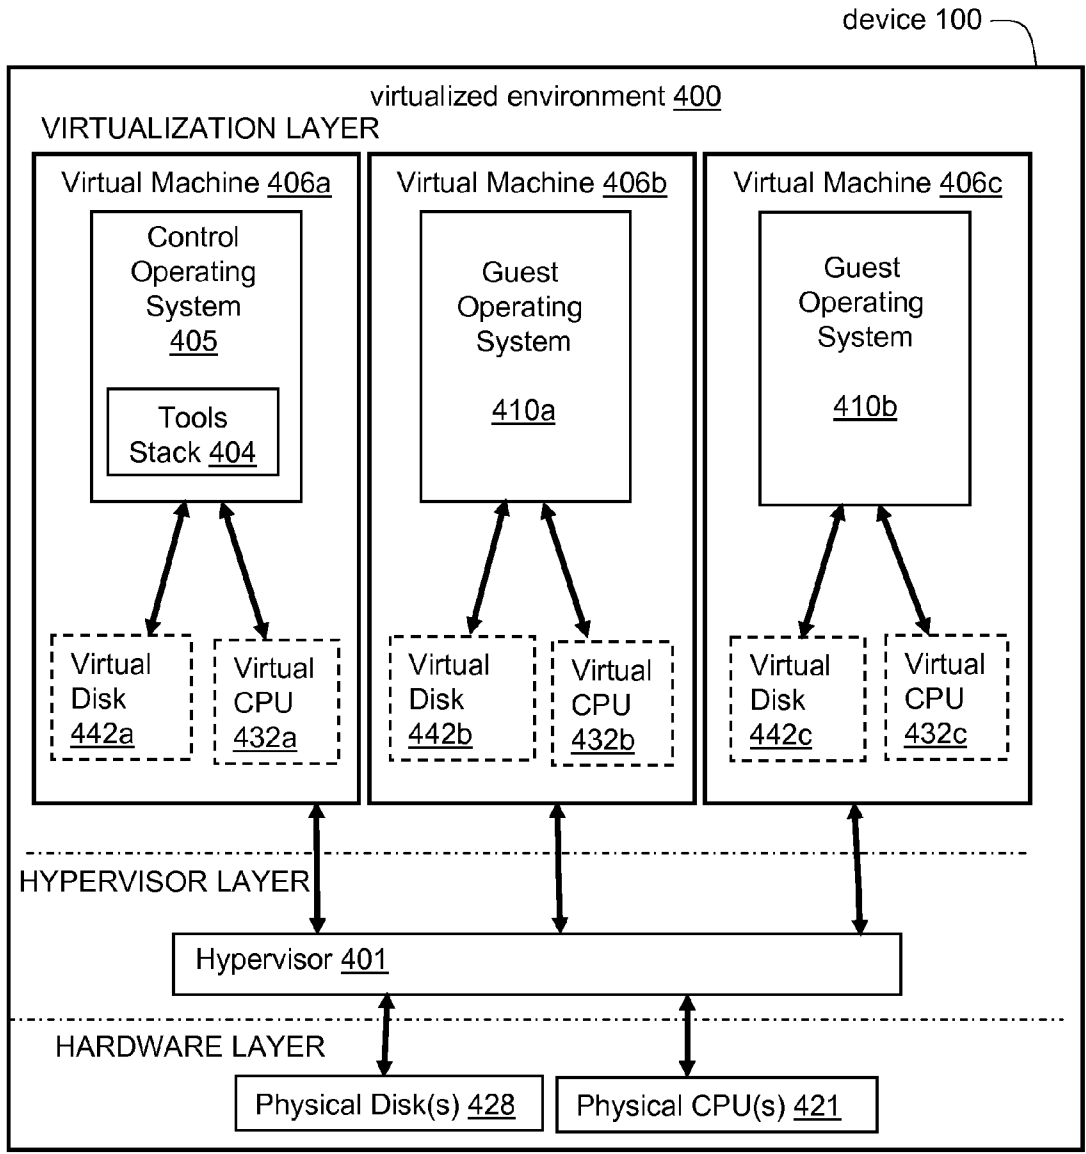 device 100
virtualized environment 400
VIRTUALIZATION LAYER
Virtual Machine 406a
Control
Operating
System
405
Tools
Stack 404
Virtual
Disk
442a
Virtual
CPU
432a
Virtual Machine 406b
Guest
Operating
System
410a
Virtual
Disk
442b
Virtual
CPU
432b
Virtual Machine 406c
Guest
Operating
System
410b
Virtual
Disk
442c
Virtual
CPU
432c
HYPERVISOR LAYER
Hypervisor 401
HARDWARE LAYER
Physical Disk(s) 428
Physical CPU(s) 421